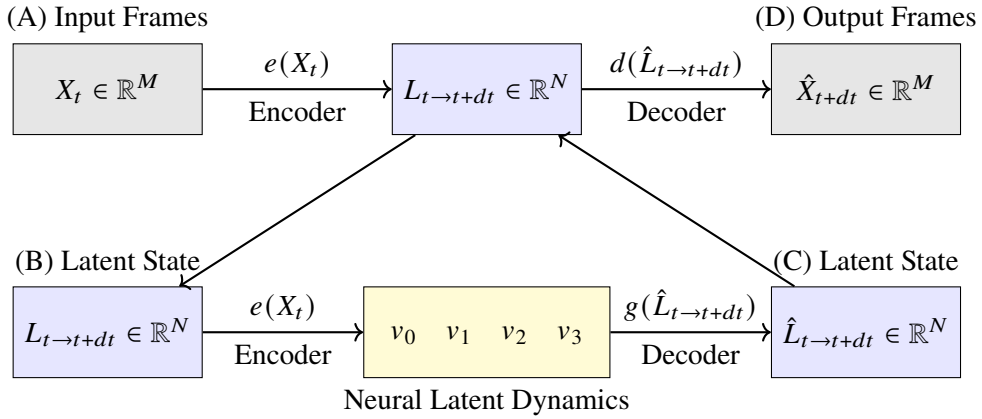 (A) Input Frames
(D) Output Frames
X_t ∈ ℝ^M
e(X_t)
Encoder
L_{t→t+dt} ∈ ℝ^N
d(L̂_{t→t+dt})
Decoder
X̂_{t+dt} ∈ ℝ^M
(B) Latent State
(C) Latent State
L_{t→t+dt} ∈ ℝ^N
e(X_t)
Encoder
v_0 v_1 v_2 v_3
g(L̂_{t→t+dt})
Decoder
L̂_{t→t+dt} ∈ ℝ^N
Neural Latent Dynamics